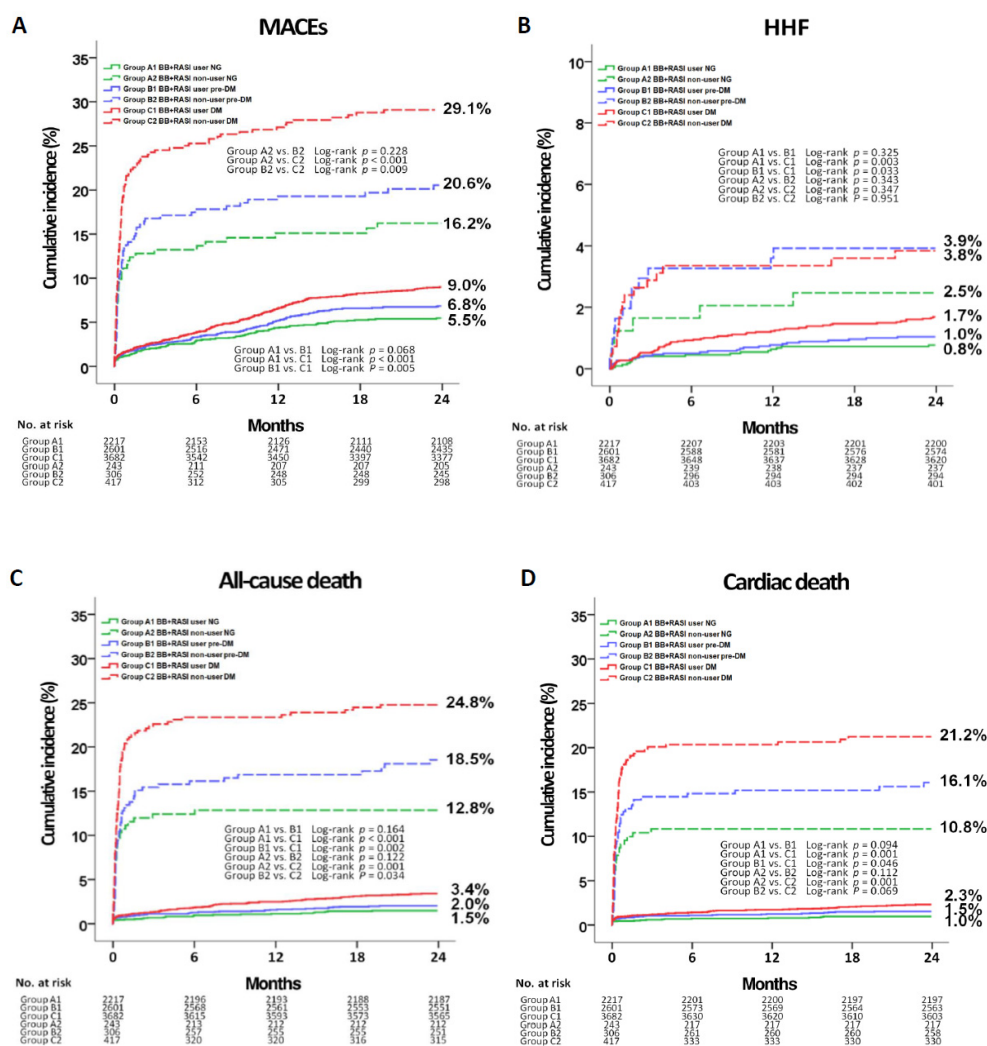 A
MACEs
35
30
25
20
15
10
5
0
Cumulative incidence (%)
Group A1 BB+RASI user NG
Group A2 BB+RASI non-user NG
Group B1 BB+RASI user pre-DM
Group B2 BB+RASI non-user pre-DM
Group C1 BB+RASI user DM
Group C2 BB+RASI non-user DM
29.1%
Group A2 vs. B2 Log-rank p = 0.228
Group A2 vs. C2 Log-rank p < 0.001
Group B2 vs. C2 Log-rank p = 0.009
20.6%
16.2%
9.0%
6.8%
5.5%
Group A1 vs. B1 Log-rank p = 0.068
Group A1 vs. C1 Log-rank p < 0.001
Group B1 vs. C1 Log-rank P = 0.005
0 6 12 18 24
No. at risk
Months
Group A1 2217 2153 2126 2111 2108
Group B1 2601 2516 2471 2440 2435
Group C1 3682 3542 3450 3397 3377
Group A2 243 211 207 207 205
Group B2 306 252 248 248 245
Group C2 417 312 305 299 298
B
HHF
10
8
6
4
2
0
Cumulative incidence (%)
Group A1 BB+RASI user NG
Group A2 BB+RASI non-user NG
Group B1 BB+RASI user pre-DM
Group B2 BB+RASI non-user pre-DM
Group C1 BB+RASI user DM
Group C2 BB+RASI non-user DM
Group A1 vs. B1 Log-rank p = 0.325
Group A1 vs. C1 Log-rank p = 0.003
Group B1 vs. C1 Log-rank p = 0.033
Group A2 vs. B2 Log-rank p = 0.343
Group A2 vs. C2 Log-rank p = 0.347
Group B2 vs. C2 Log-rank P = 0.951
3.9%
3.8%
2.5%
1.7%
1.0%
0.8%
0 6 12 18 24
No. at risk
Months
Group A1 2217 2207 2203 2201 2200
Group B1 2601 2588 2581 2576 2574
Group C1 3682 3648 3637 3628 3620
Group A2 243 239 238 237 237
Group B2 306 296 294 294 294
Group C2 417 403 403 402 401
C
All-cause death
35
30
25
20
15
10
5
0
Cumulative incidence (%)
Group A1 BB+RASI user NG
Group A2 BB+RASI non-user NG
Group B1 BB+RASI user pre-DM
Group B2 BB+RASI non-user pre-DM
Group C1 BB+RASI user DM
Group C2 BB+RASI non-user DM
24.8%
18.5%
12.8%
Group A1 vs. B1 Log-rank p = 0.164
Group A1 vs. C1 Log-rank p < 0.001
Group B1 vs. C1 Log-rank p = 0.002
Group A2 vs. B2 Log-rank p = 0.122
Group A2 vs. C2 Log-rank p = 0.001
Group B2 vs. C2 Log-rank P = 0.034
3.4%
2.0%
1.5%
0 6 12 18 24
No. at risk
Months
Group A1 2217 2196 2193 2188 2187
Group B1 2601 2568 2561 2553 2551
Group C1 3682 3615 3593 3573 3565
Group A2 243 213 212 212 212
Group B2 306 257 255 255 251
Group C2 417 320 320 316 315
D
Cardiac death
35
30
25
20
15
10
5
0
Cumulative incidence (%)
Group A1 BB+RASI user NG
Group A2 BB+RASI non-user NG
Group B1 BB+RASI user pre-DM
Group B2 BB+RASI non-user pre-DM
Group C1 BB+RASI user DM
Group C2 BB+RASI non-user DM
21.2%
16.1%
10.8%
Group A1 vs. B1 Log-rank p = 0.094
Group A1 vs. C1 Log-rank p = 0.001
Group B1 vs. C1 Log-rank p = 0.046
Group A2 vs. B2 Log-rank p = 0.112
Group A2 vs. C2 Log-rank p = 0.001
Group B2 vs. C2 Log-rank P = 0.069
2.3%
1.5%
1.0%
0 6 12 18 24
No. at risk
Months
Group A1 2217 2201 2200 2197 2197
Group B1 2601 2573 2569 2564 2563
Group C1 3682 3630 3620 3610 3603
Group A2 243 217 217 217 217
Group B2 306 261 260 260 258
Group C2 417 333 333 330 330